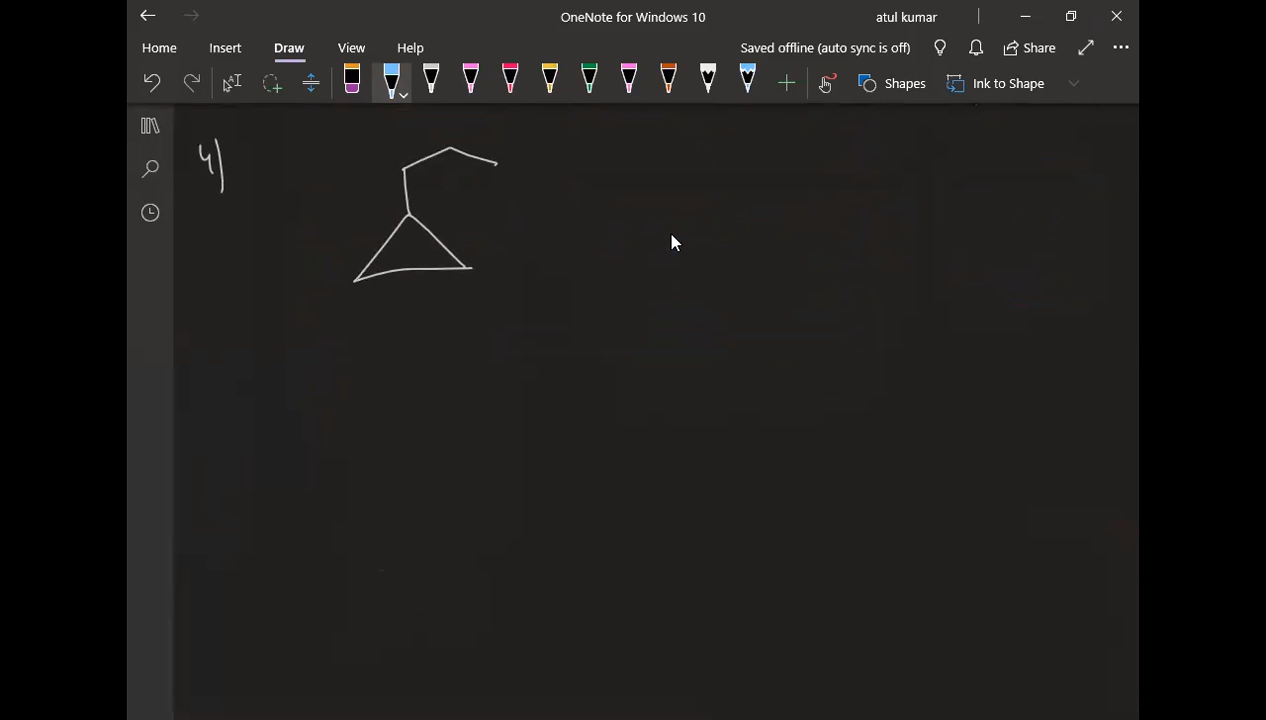 OneNote for Windows 10
atul kumar
Home Insert Draw View Help
Saved offline (auto sync is off)
Share
Shapes
Ink to Shape
4)